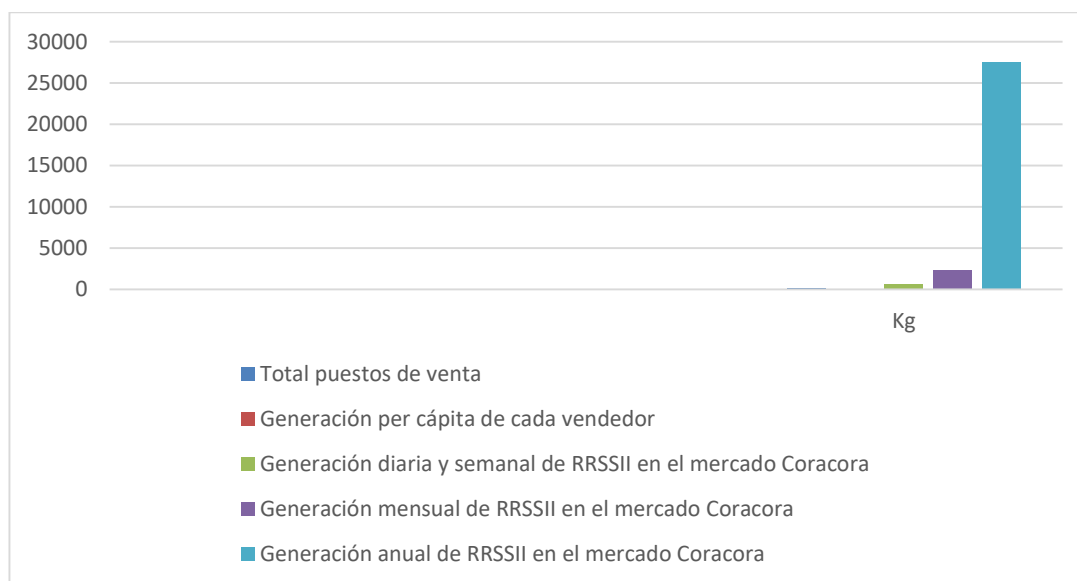 30000
25000
20000
15000
10000
5000
0
Kg
Total puestos de venta
Generación per cápita de cada vendedor
Generación diaria y semanal de RRSSII en el mercado Coracora
Generación mensual de RRSSII en el mercado Coracora
Generación anual de RRSSII en el mercado Coracora